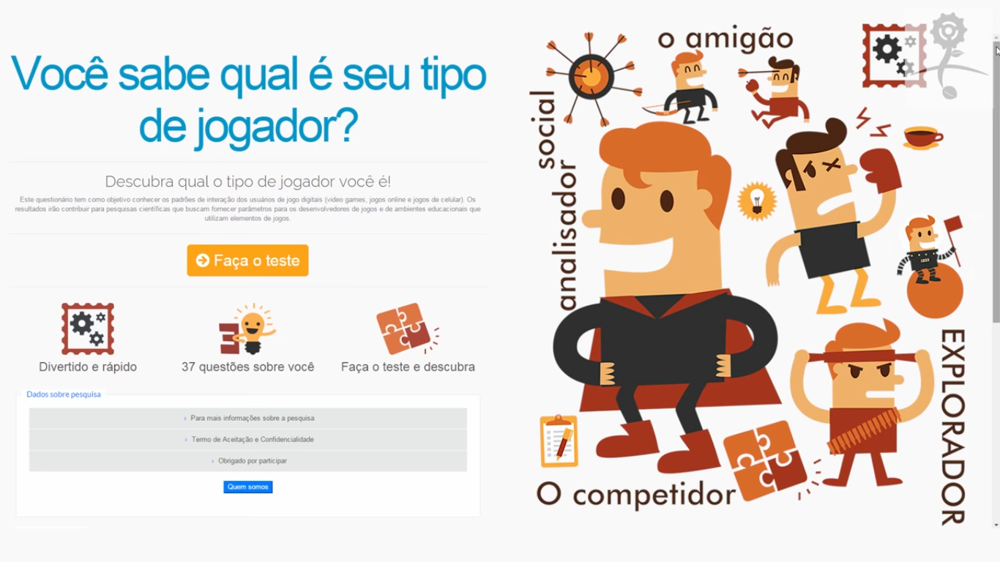 Você sabe qual é seu tipo
de jogador?
Descubra qual o tipo de jogador você é!
Este questionário tem como objetivo conhecer os padrões de interação dos usuários de jogo digitais (video games, jogos online e jogos de celular). Os
resultados irão contribuir para pesquisas científicas que buscam fornecer parâmetros para os desenvolvedores de jogos e de ambientes educacionais que
utilizam elementos de jogos.
Faça o teste
Divertido e rápido
37 questões sobre você
Faça o teste e descubra
Dados sobre pesquisa
Para mais informações sobre a pesquisa
Termo de Aceitação e Confidencialidade
Obrigado por participar
Quem somos
o amigão
social
analisador
EXPLORADOR
O competidor